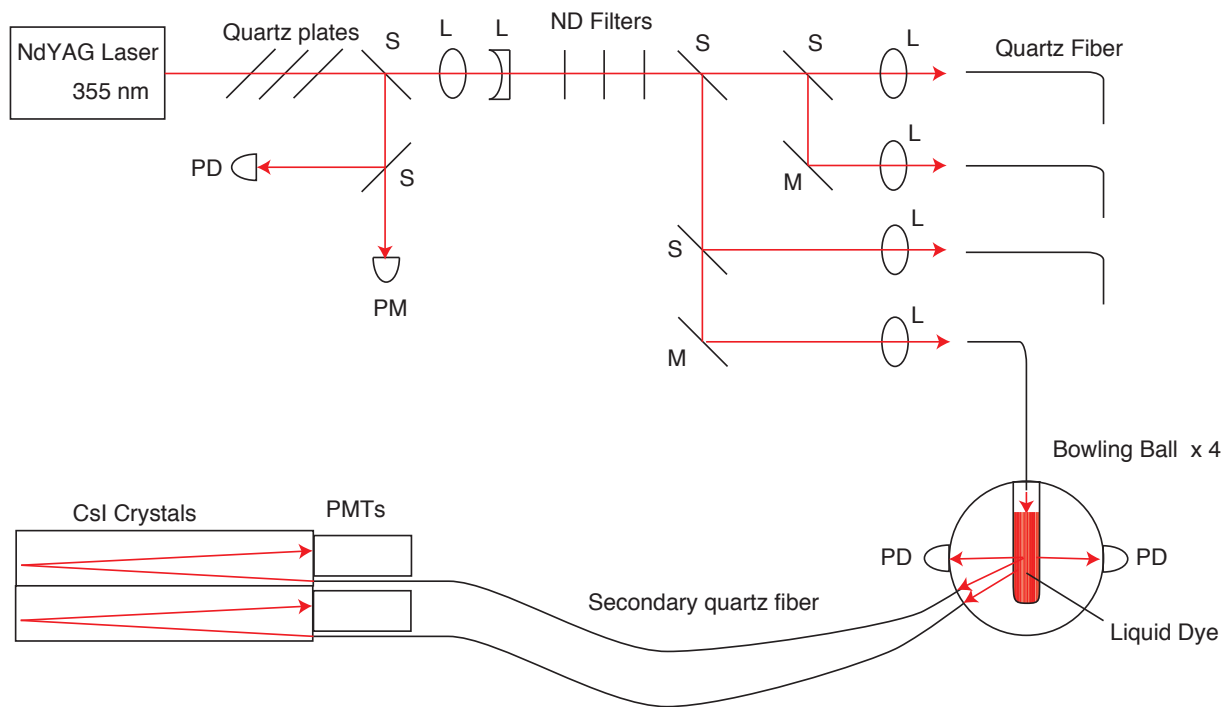 NdYAG Laser
355 nm
Quartz plates
S
L
L
ND Filters
S
S
L
Quartz Fiber
PD
S
M
L
PM
S
L
M
L
Bowling Ball x 4
CsI Crystals
PMTs
PD
PD
Secondary quartz fiber
Liquid Dye